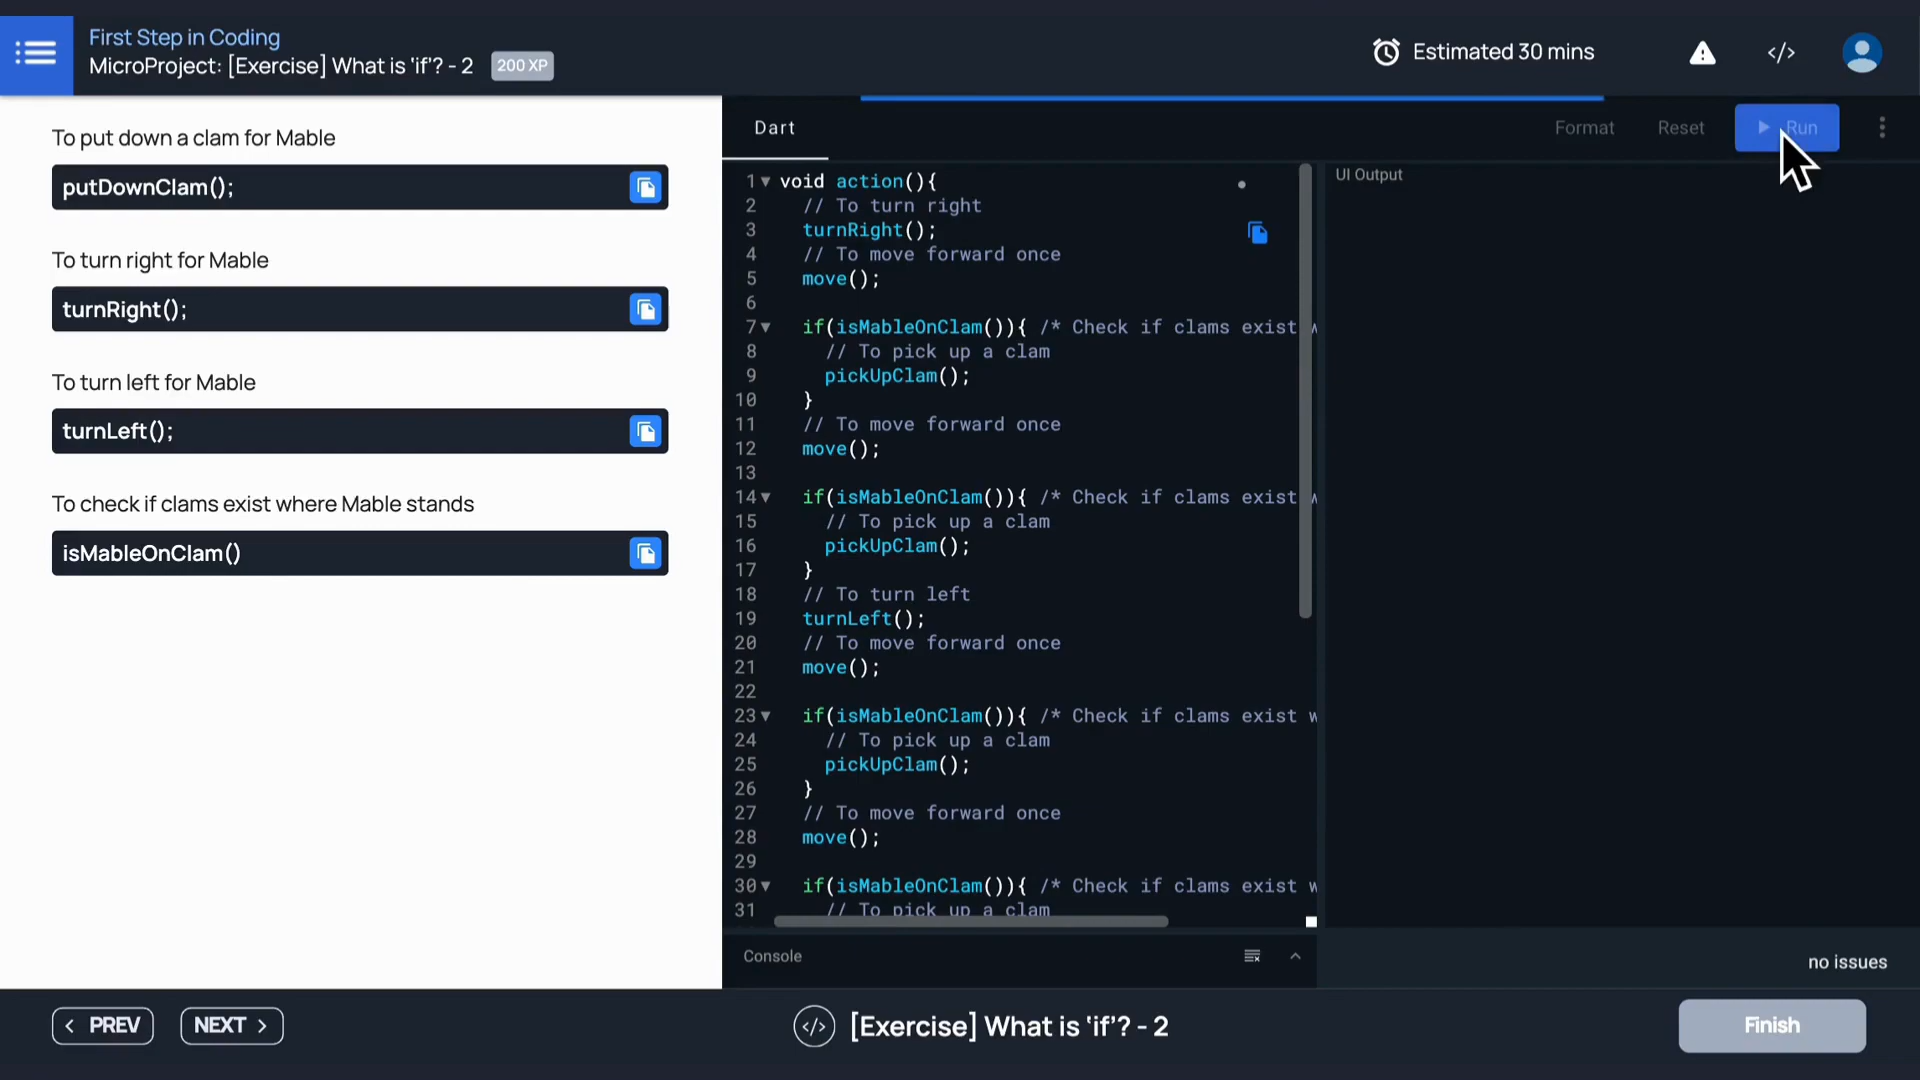 First Step in Coding
MicroProject: [Exercise] What is ‘if’? - 2 200 XP
Estimated 30 mins
To put down a clam for Mable
putDownClam();
To turn right for Mable
turnRight();
To turn left for Mable
turnLeft();
To check if clams exist where Mable stands
isMableOnClam()
Dart
Format Reset Run
1 void action(){
2 // To turn right
3 turnRight();
4 // To move forward once
5 move();
6
7 if(isMableOnClam()){ /* Check if clams exist w
8 // To pick up a clam
9 pickUpClam();
10 }
11 // To move forward once
12 move();
13
14 if(isMableOnClam()){ /* Check if clams exist w
15 // To pick up a clam
16 pickUpClam();
17 }
18 // To turn left
19 turnLeft();
20 // To move forward once
21 move();
22
23 if(isMableOnClam()){ /* Check if clams exist w
24 // To pick up a clam
25 pickUpClam();
26 }
27 // To move forward once
28 move();
29
30 if(isMableOnClam()){ /* Check if clams exist w
31 // To pick up a clam
UI Output
Console
no issues
PREV NEXT
[Exercise] What is ‘if’? - 2
Finish